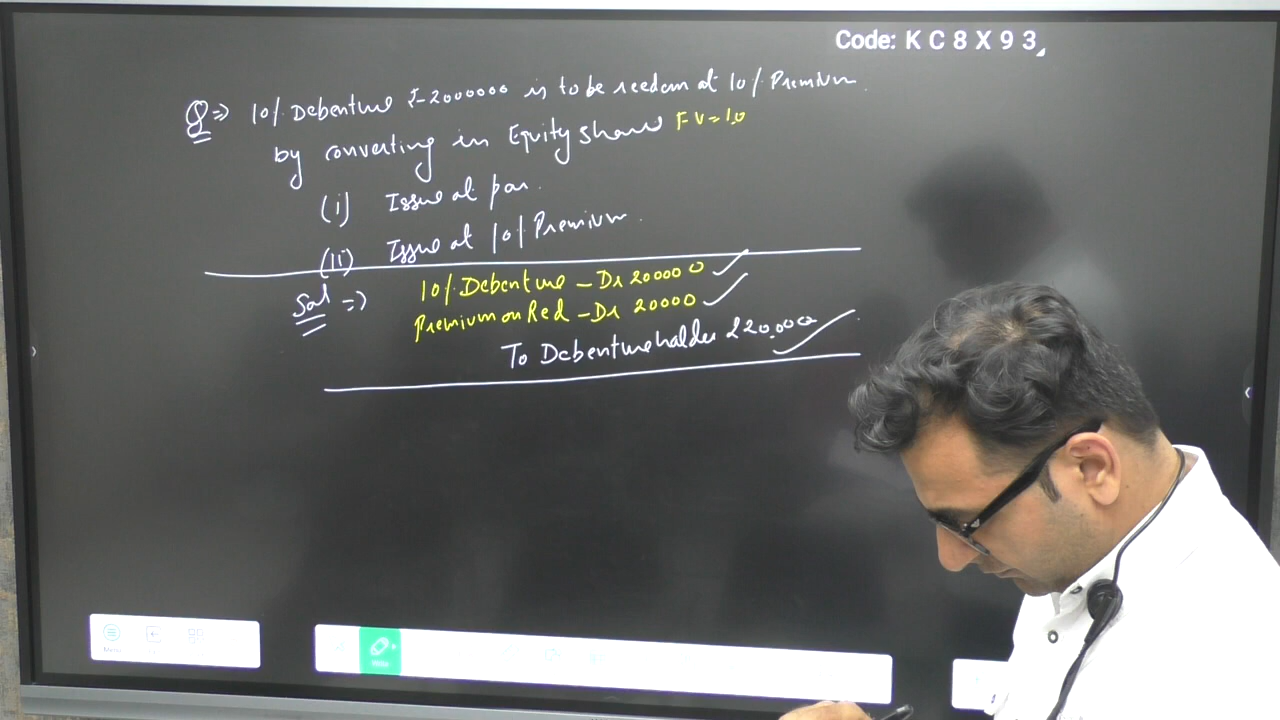 Code: K C 8 X 9 3
Q⇒ 10% Debenture ₹-2000000 is to be reedem at 10% Premium.
by converting in Equity share FV=10
(i) Issue at par.
(ii) Issue at 10% Premium.
Sol ⇒ 10% Debenture - Dr 200000
Premium on Red - Dr 20000
To Debentureholder 220,000
Menu